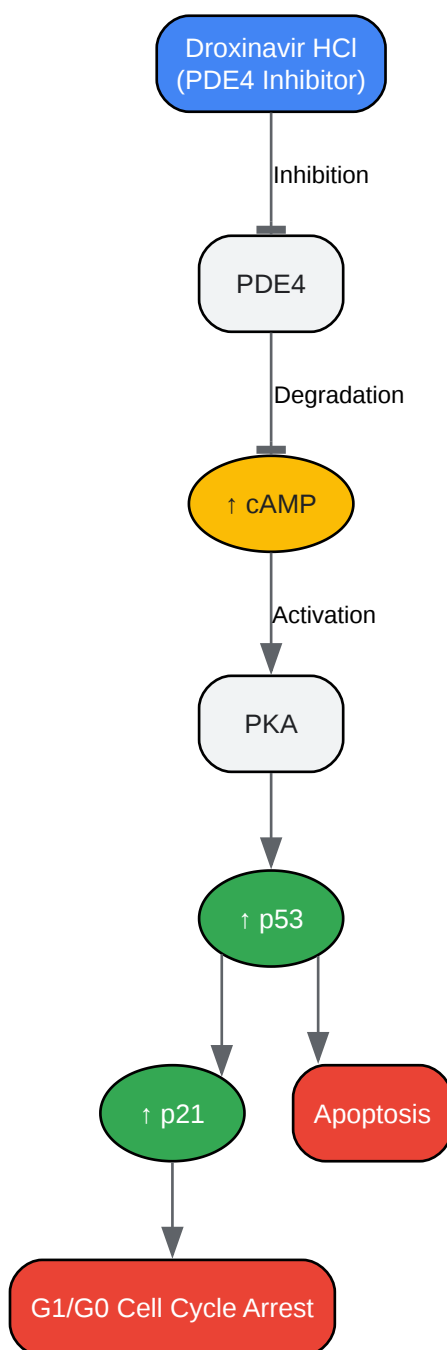 Droxinavir HCl
(PDE4 Inhibitor)
Inhibition
PDE4
Degradation
↑ cAMP
Activation
PKA
↑ p53
↑ p21
Apoptosis
G1/G0 Cell Cycle Arrest